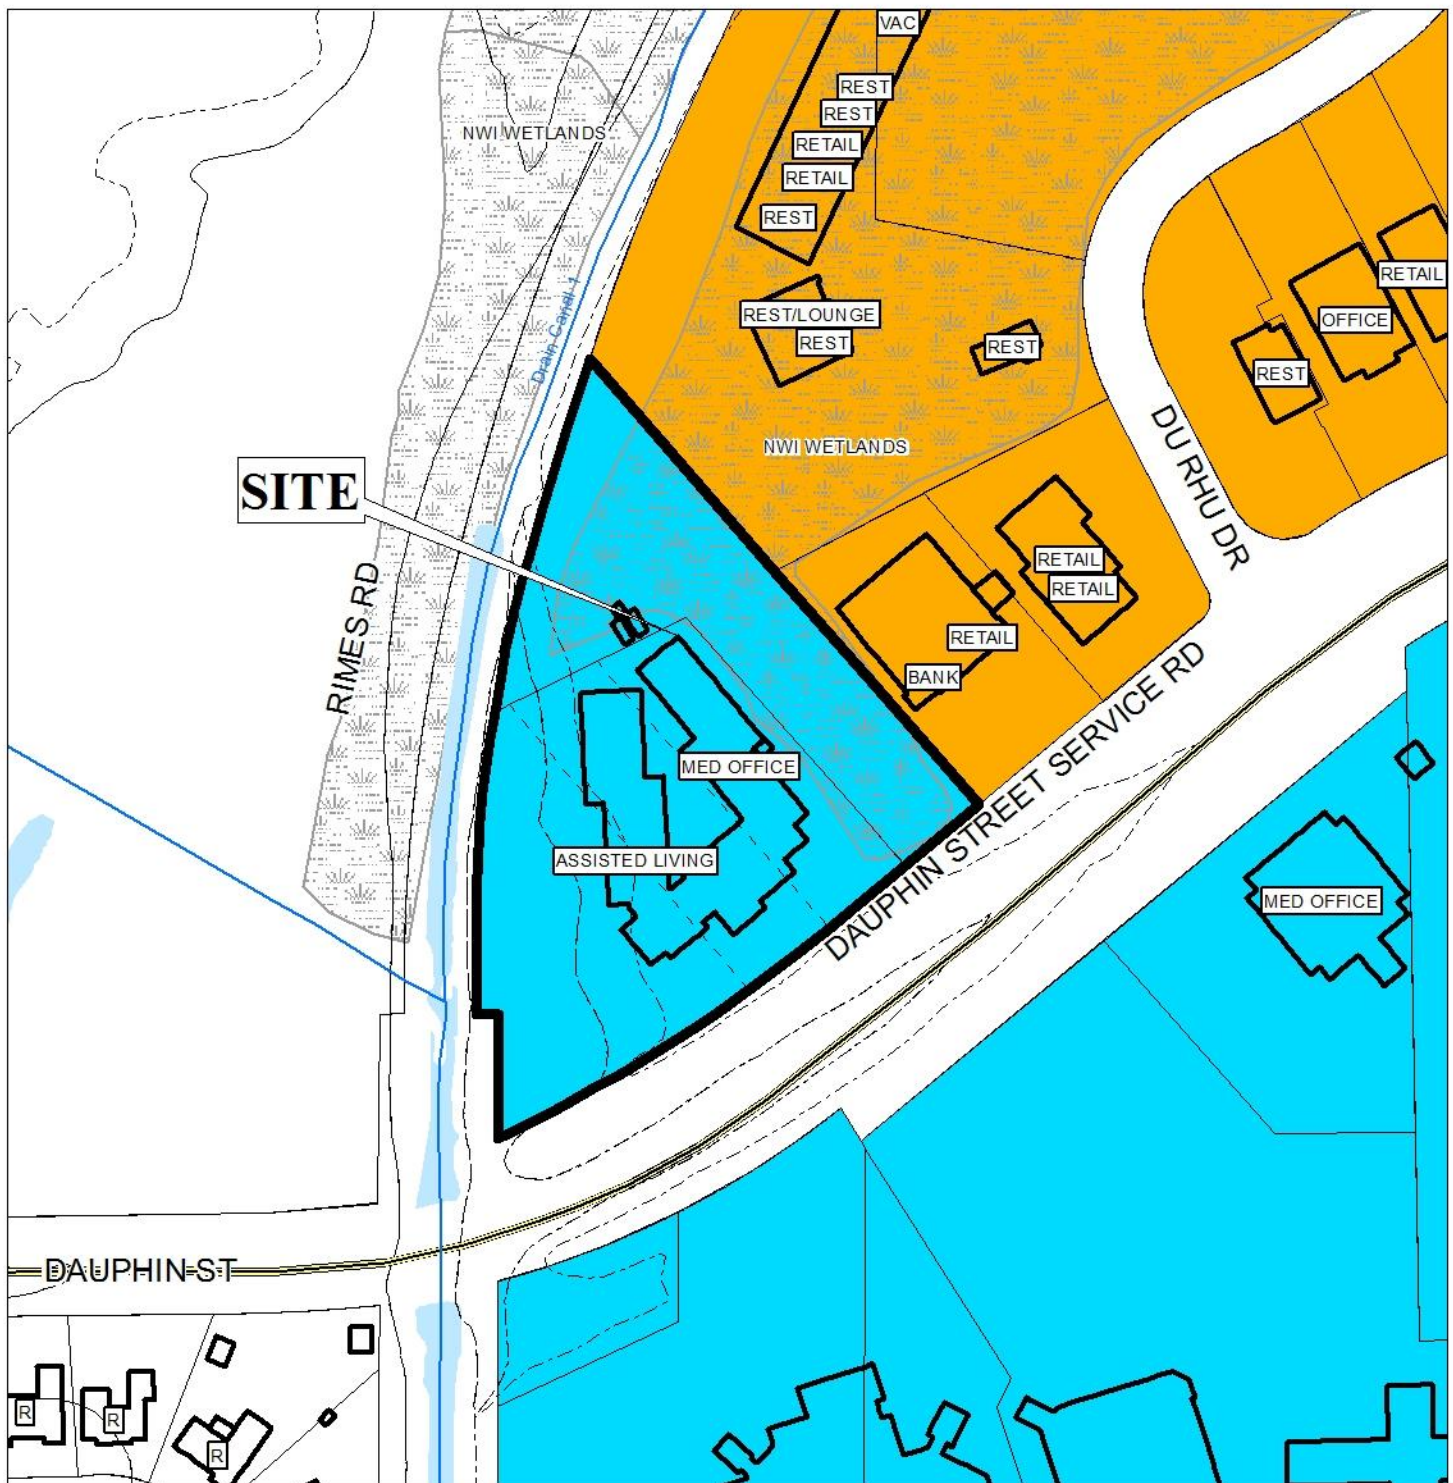 VAC
REST
REST
RETAIL
RETAIL
REST
NWI WETLANDS
RETAIL
OFFICE
REST/LOUNGE
REST
REST
REST
Drain Canal 1
DU RHU DR
NWI WETLANDS
SITE
RETAIL
RETAIL
RIMES RD
RETAIL
BANK
DAUPHIN STREET SERVICE RD
MED OFFICE
ASSISTED LIVING
MED OFFICE
DAUPHIN ST
R
R
R